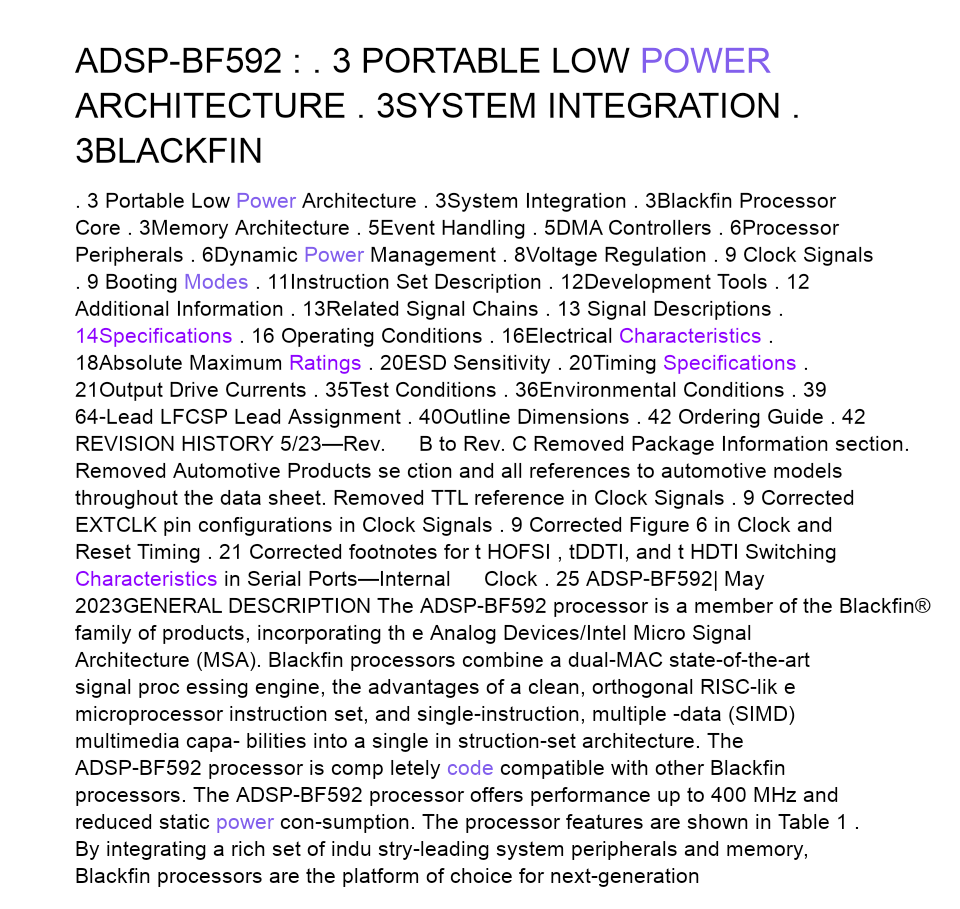 ADSP-BF592 : . 3 PORTABLE LOW POWER
ARCHITECTURE . 3SYSTEM INTEGRATION .
3BLACKFIN
. 3 Portable Low Power Architecture . 3System Integration . 3Blackfin Processor
Core . 3Memory Architecture . 5Event Handling . 5DMA Controllers . 6Processor
Peripherals . 6Dynamic Power Management . 8Voltage Regulation . 9 Clock Signals
. 9 Booting Modes . 11Instruction Set Description . 12Development Tools . 12
Additional Information . 13Related Signal Chains . 13 Signal Descriptions .
14Specifications . 16 Operating Conditions . 16Electrical Characteristics .
18Absolute Maximum Ratings . 20ESD Sensitivity . 20Timing Specifications .
21Output Drive Currents . 35Test Conditions . 36Environmental Conditions . 39
64-Lead LFCSP Lead Assignment . 40Outline Dimensions . 42 Ordering Guide . 42
REVISION HISTORY 5/23—Rev. B to Rev. C Removed Package Information section.
Removed Automotive Products se ction and all references to automotive models
throughout the data sheet. Removed TTL reference in Clock Signals . 9 Corrected
EXTCLK pin configurations in Clock Signals . 9 Corrected Figure 6 in Clock and
Reset Timing . 21 Corrected footnotes for t HOFSI , tDDTI, and t HDTI Switching
Characteristics in Serial Ports—Internal Clock . 25 ADSP-BF592| May
2023GENERAL DESCRIPTION The ADSP-BF592 processor is a member of the Blackfin®
family of products, incorporating th e Analog Devices/Intel Micro Signal
Architecture (MSA). Blackfin processors combine a dual-MAC state-of-the-art
signal proc essing engine, the advantages of a clean, orthogonal RISC-lik e
microprocessor instruction set, and single-instruction, multiple -data (SIMD)
multimedia capa- bilities into a single in struction-set architecture. The
ADSP-BF592 processor is comp letely code compatible with other Blackfin
processors. The ADSP-BF592 processor offers performance up to 400 MHz and
reduced static power con-sumption. The processor features are shown in Table 1 .
By integrating a rich set of indu stry-leading system peripherals and memory,
Blackfin processors are the platform of choice for next-generation